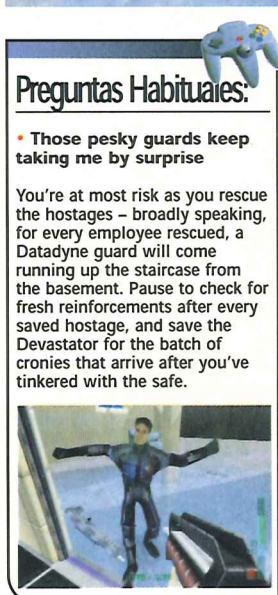 Preguntas Habituales:
• Those pesky guards keep
taking me by surprise
You're at most risk as you rescue
the hostages – broadly speaking,
for every employee rescued, a
Datadyne guard will come
running up the staircase from
the basement. Pause to check for
fresh reinforcements after every
saved hostage, and save the
Devastator for the batch of
cronies that arrive after you've
tinkered with the safe.